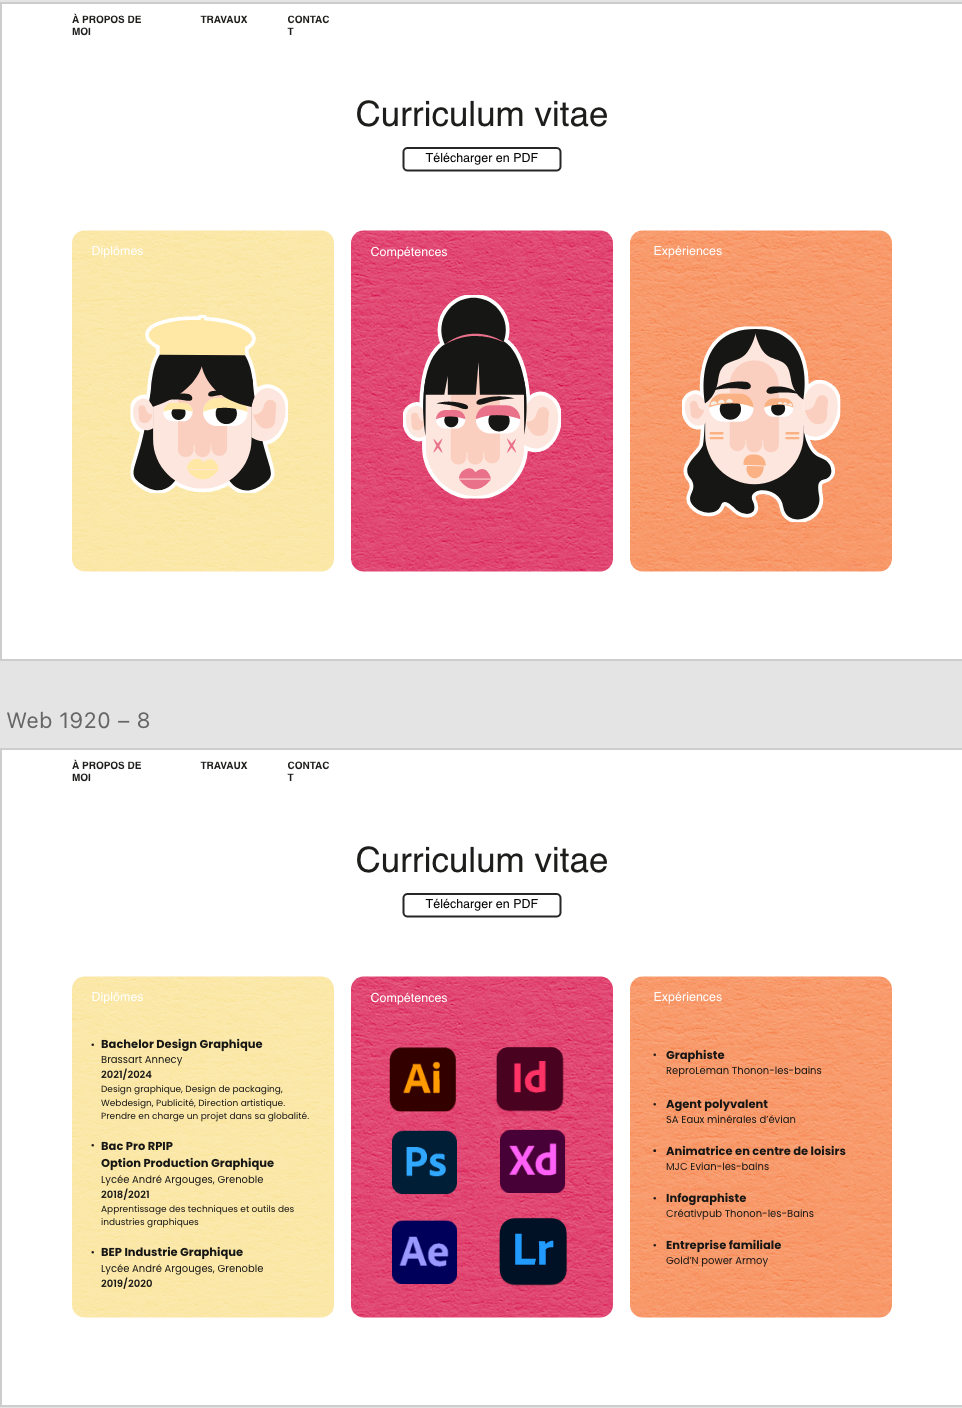 À PROPOS DE
MOI
TRAVAUX
CONTAC
T
Curriculum vitae
Télécharger en PDF
Diplômes
Compétences
Expériences
Web 1920 – 8
À PROPOS DE
MOI
TRAVAUX
CONTAC
T
Curriculum vitae
Télécharger en PDF
Diplômes
• Bachelor Design Graphique
Brassart Annecy
2021/2024
Design graphique, Design de packaging,
Webdesign, Publicité, Direction artistique.
Prendre en charge un projet dans sa globalité.
• Bac Pro RPIP
Option Production Graphique
Lycée André Argouges, Grenoble
2018/2021
Apprentissage des techniques et outils des
industries graphiques
• BEP Industrie Graphique
Lycée André Argouges, Grenoble
2019/2020
Compétences
Ai
Id
Ps
Xd
Ae
Lr
Expériences
• Graphiste
ReproLéman Thonon-les-bains
• Agent polyvalent
SA Eaux minérales d'évian
• Animatrice en centre de loisirs
MJC Evian-les-bains
• Infographiste
Créativpub Thonon-les-Bains
• Entreprise familiale
Gold'N power Armoy